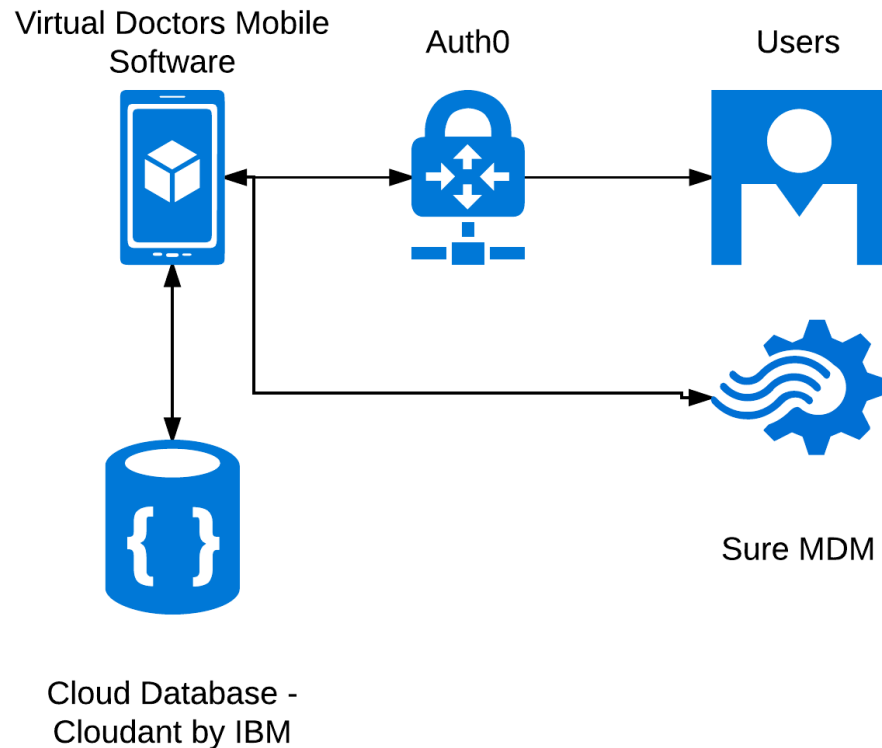 Virtual Doctors Mobile
Software
Auth0
Users
{ }
Sure MDM
Cloud Database -
Cloudant by IBM